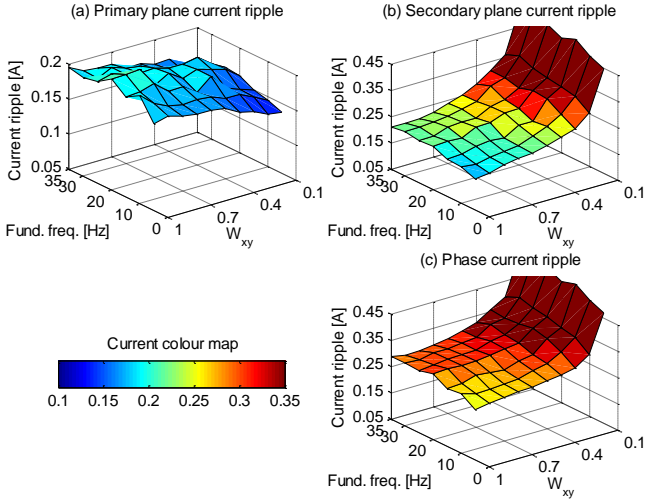 (a) Primary plane current ripple
Current ripple [A]
0.2
0.15
0.1
0.05
35
30
20
10
0
Fund. freq. [Hz]
1
0.7
0.4
0.1
W_xy
(b) Secondary plane current ripple
Current ripple [A]
0.45
0.35
0.25
0.15
0.05
35
30
20
10
0
Fund. freq. [Hz]
1
0.7
0.4
0.1
W_xy
(c) Phase current ripple
Current ripple [A]
0.45
0.35
0.25
0.15
0.05
35
30
20
10
0
Fund. freq. [Hz]
1
0.7
0.4
0.1
W_xy
Current colour map
0.1 0.15 0.2 0.25 0.3 0.35